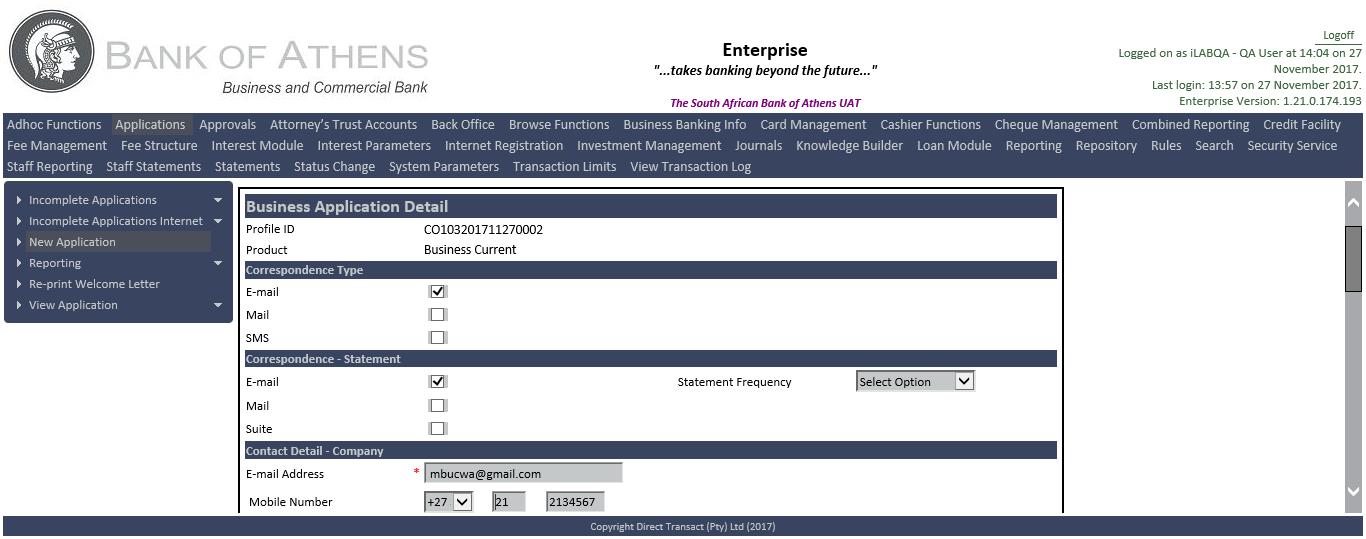 BANK OF ATHENS
Business and Commercial Bank
Enterprise
"...takes banking beyond the future..."
The South African Bank of Athens UAT
Logoff
Logged on as iLABQA - QA User at 14:04 on 27
November 2017.
Last login: 13:57 on 27 November 2017.
Enterprise Version: 1.21.0.174.193
Adhoc Functions Applications Approvals Attorney's Trust Accounts Back Office Browse Functions Business Banking Info Card Management Cashier Functions Cheque Management Combined Reporting Credit Facility
Fee Management Fee Structure Interest Module Interest Parameters Internet Registration Investment Management Journals Knowledge Builder Loan Module Reporting Repository Rules Search Security Service
Staff Reporting Staff Statements Statements Status Change System Parameters Transaction Limits View Transaction Log
Incomplete Applications
Incomplete Applications Internet
New Application
Reporting
Re-print Welcome Letter
View Application
Business Application Detail
Profile ID CO103201711270002
Product Business Current
Correspondence Type
E-mail
Mail
SMS
Correspondence - Statement
E-mail Statement Frequency Select Option
Mail
Suite
Contact Detail - Company
E-mail Address * mbucwa@gmail.com
Mobile Number +27 21 2134567
Copyright Direct Transact (Pty) Ltd (2017)